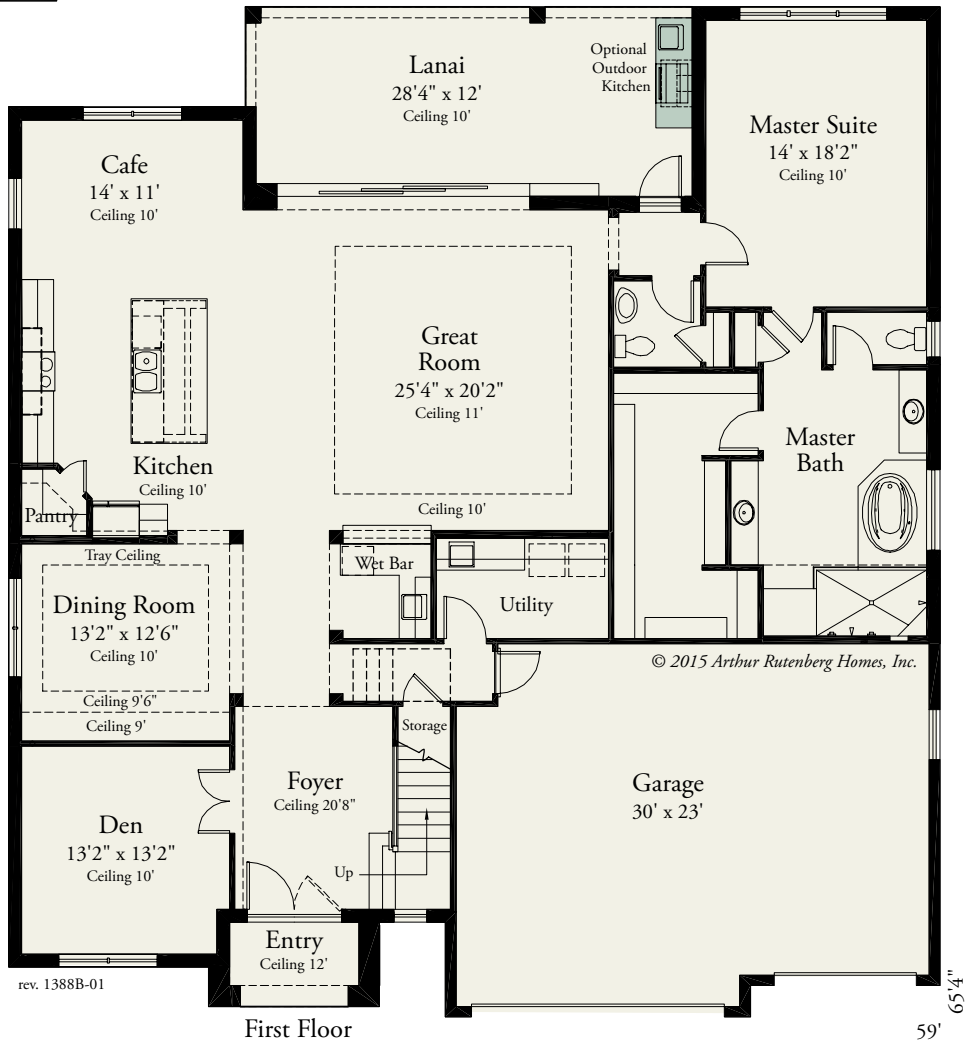 Lanai
28'4" x 12'
Ceiling 10'
Optional
Outdoor
Kitchen
Master Suite
14' x 18'2"
Ceiling 10'
Cafe
14' x 11'
Ceiling 10'
Great
Room
25'4" x 20'2"
Ceiling 11'
Ceiling 10'
Kitchen
Ceiling 10'
Master
Bath
Pantry
Tray Ceiling
Dining Room
13'2" x 12'6"
Ceiling 10'
Ceiling 9'6"
Ceiling 9'
Wet Bar
Utility
© 2015 Arthur Rutenberg Homes, Inc.
Storage
Foyer
Ceiling 20'8"
Garage
30' x 23'
Den
13'2" x 13'2"
Ceiling 10'
Up
Entry
Ceiling 12'
rev. 1388B-01
First Floor
65'4"
59'